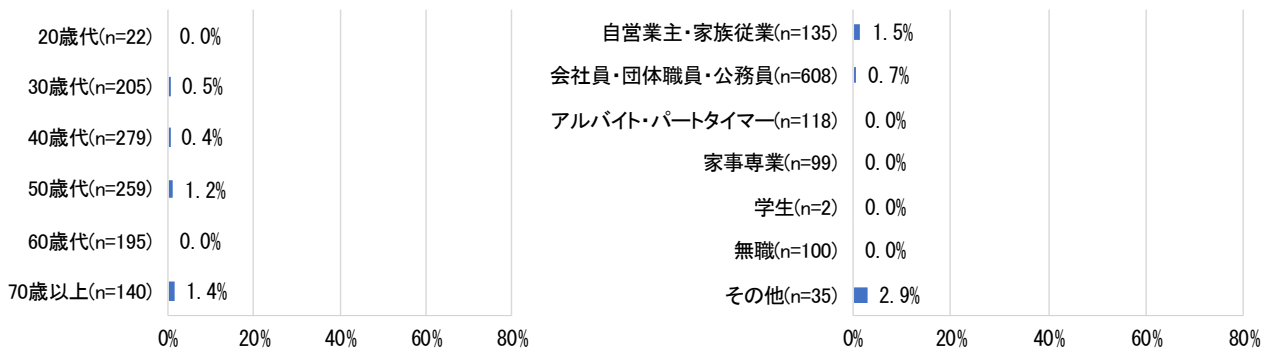 20歳代(n=22) 0.0%
30歳代(n=205) 0.5%
40歳代(n=279) 0.4%
50歳代(n=259) 1.2%
60歳代(n=195) 0.0%
70歳以上(n=140) 1.4%
0% 20% 40% 60% 80%
自営業主・家族従業(n=135) 1.5%
会社員・団体職員・公務員(n=608) 0.7%
アルバイト・パートタイマー(n=118) 0.0%
家事専業(n=99) 0.0%
学生(n=2) 0.0%
無職(n=100) 0.0%
その他(n=35) 2.9%
0% 20% 40% 60% 80%